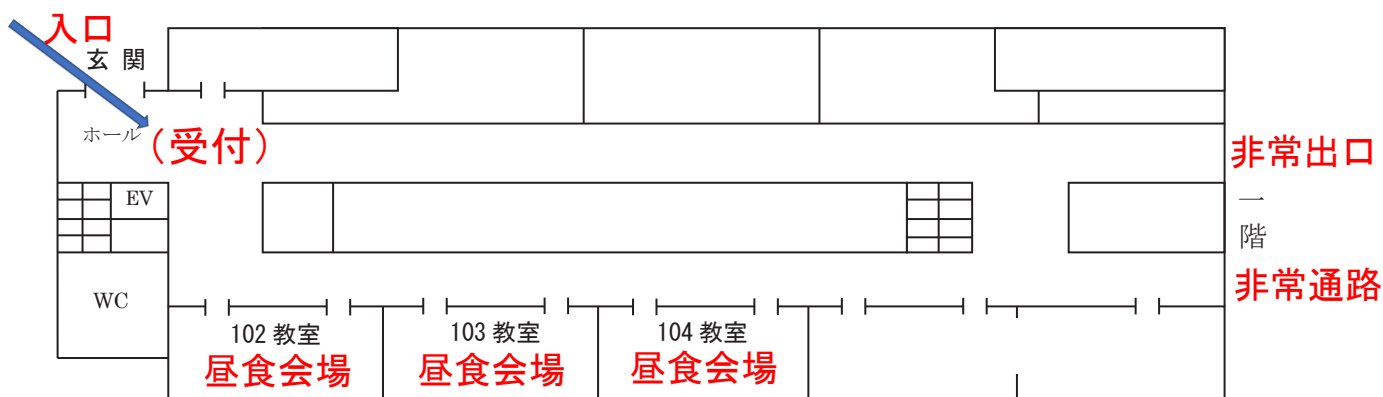 入口
玄 関
ホール
(受付)
非常出口
EV
一
階
非常通路
WC
102 教室
103 教室
104 教室
昼食会場
昼食会場
昼食会場